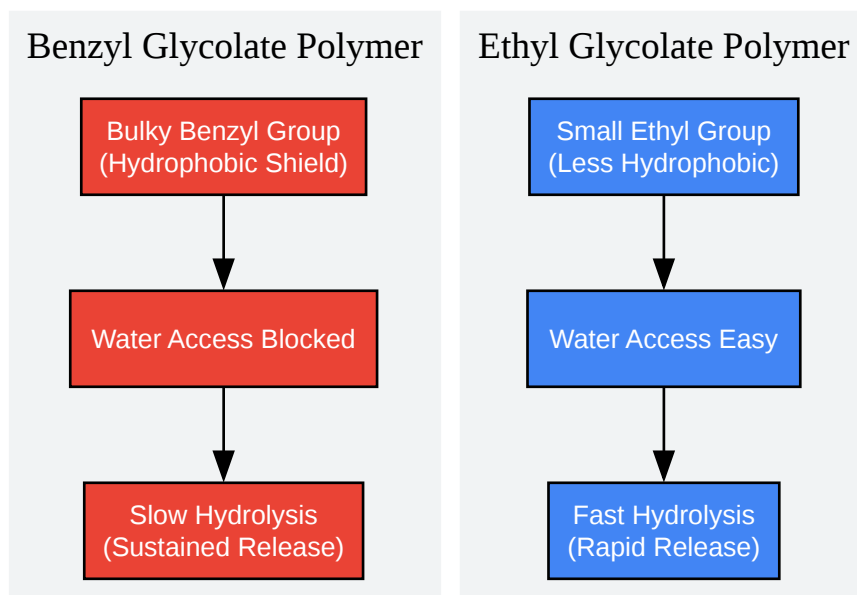 Benzyl Glycolate Polymer
Bulky Benzyl Group
(Hydrophobic Shield)
Water Access Blocked
Slow Hydrolysis
(Sustained Release)
Ethyl Glycolate Polymer
Small Ethyl Group
(Less Hydrophobic)
Water Access Easy
Fast Hydrolysis
(Rapid Release)